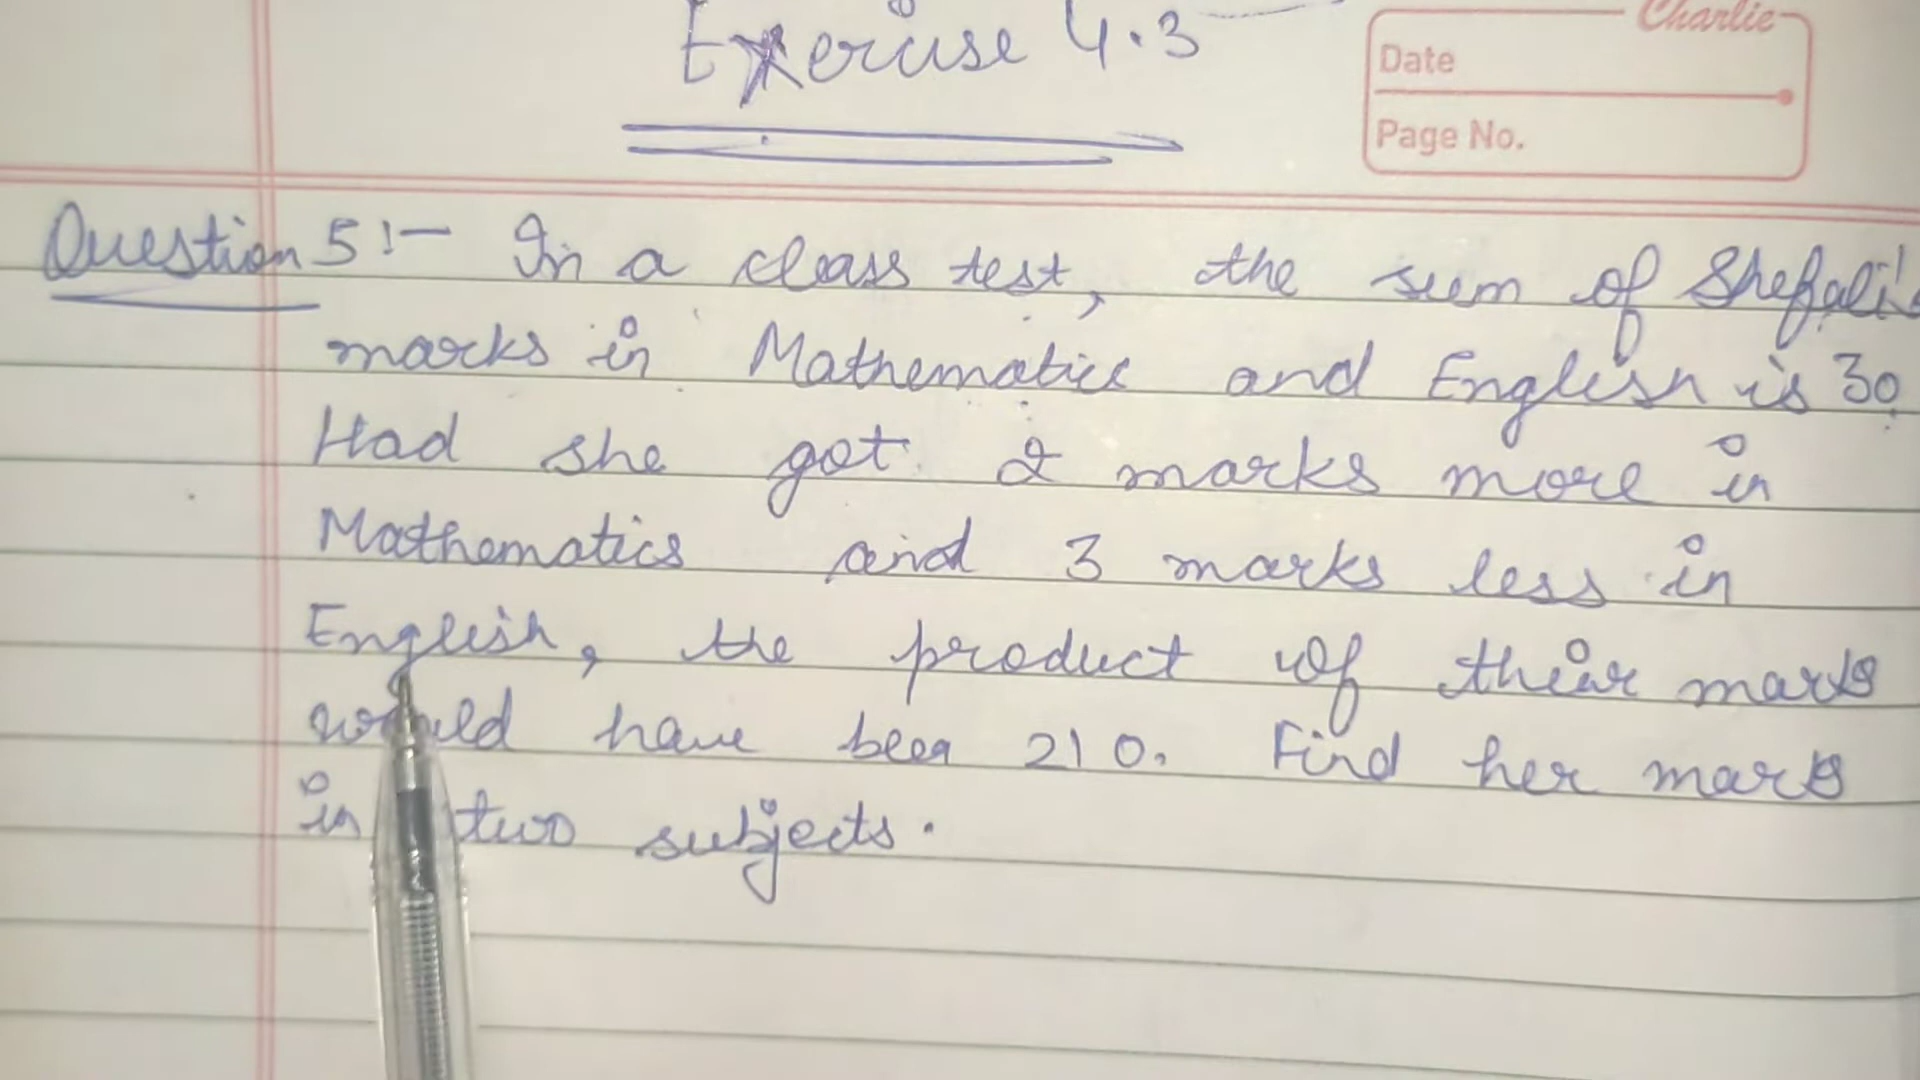 Exercise 4.3
Charlie
Date
Page No.
Question 5:- In a class test, the sum of Shefali's
marks in Mathematics and English is 30.
Had she got 2 marks more in
Mathematics and 3 marks less in
English, the product of their marks
would have been 210. Find her marks
in two subjects.